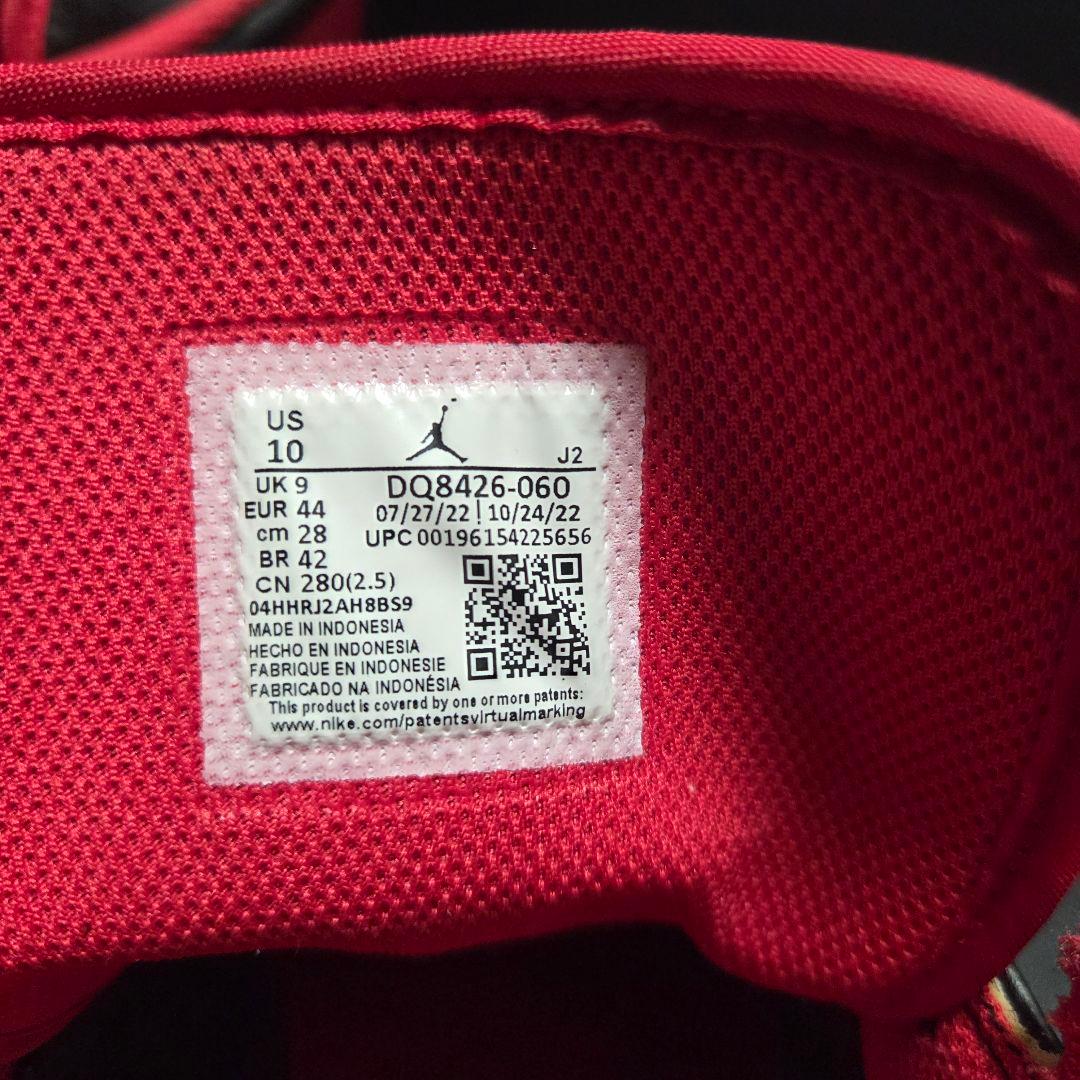 US
10
J2
UK 9
DQ8426-060
EUR 44
07/27/22 | 10/24/22
cm 28
UPC 00196154225656
BR 42
CN 280(2.5)
04HHRJ2AH8BS9
MADE IN INDONESIA
HECHO EN INDONESIA
FABRIQUE EN INDONESIE
FABRICADO NA INDONÉSIA
This product is covered by one or more patents:
www.nike.com/patentsvirtualmarking